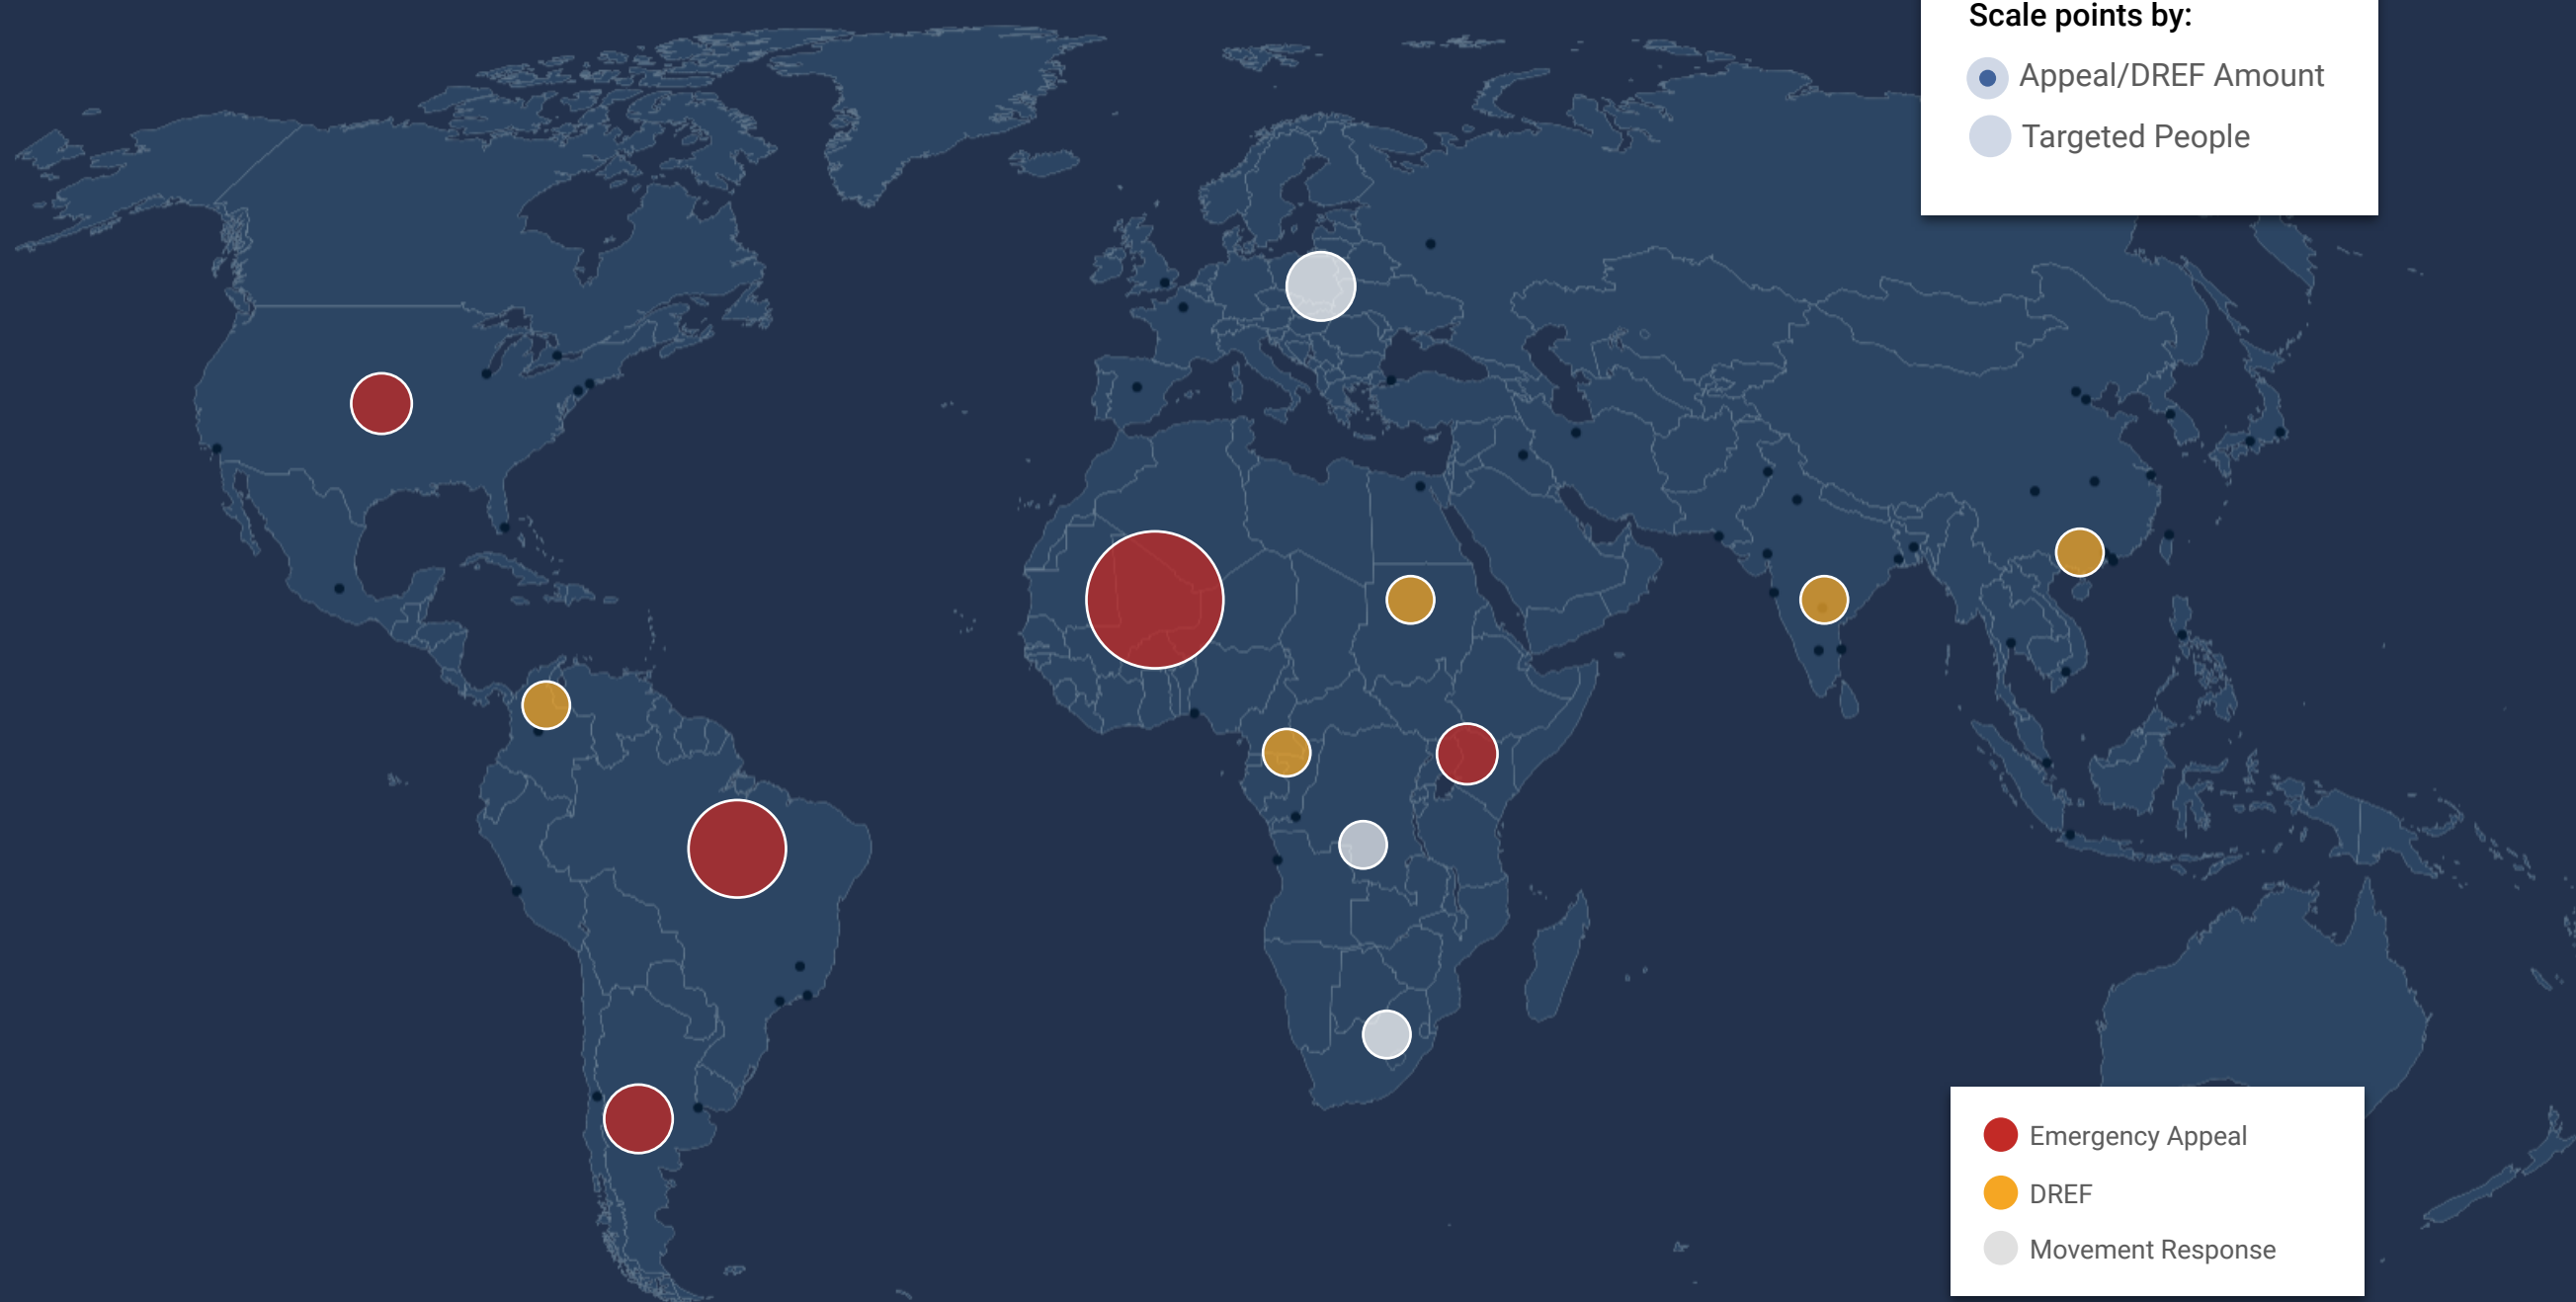 Scale points by:
Appeal/DREF Amount
Targeted People
Emergency Appeal
DREF
Movement Response